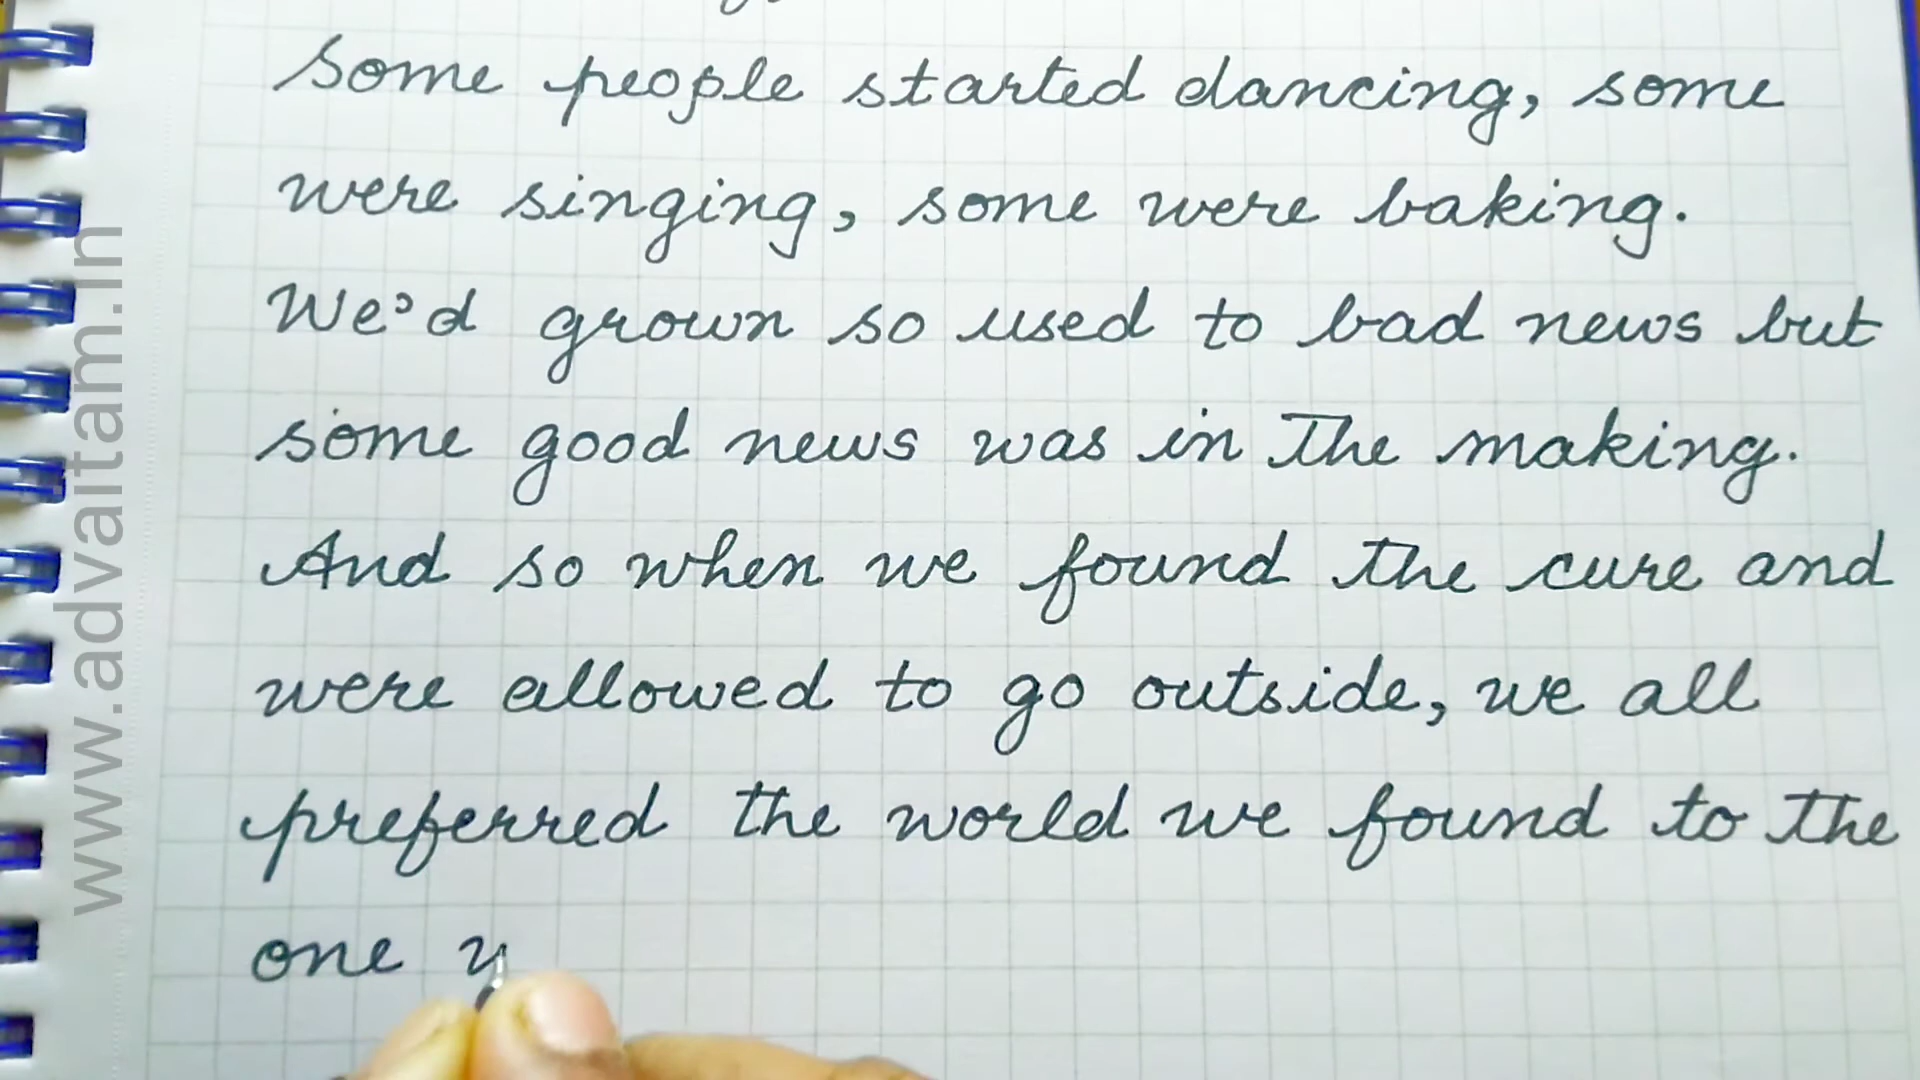 Some people started dancing, some
were singing, some were baking.
We'd grown so used to bad news but
some good news was in the making.
And so when we found the cure and
were allowed to go outside, we all
preferred the world we found to the
one
www.advaitam.in